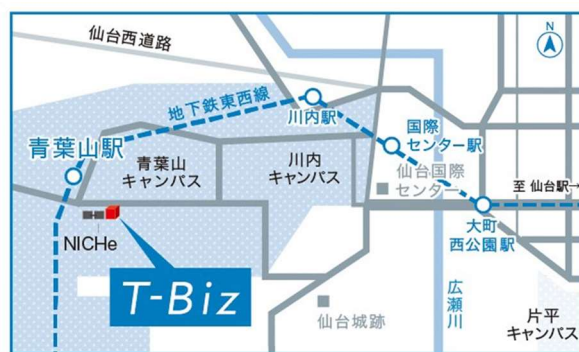 仙台西道路
N
地下鉄東西線
川内駅
青葉山駅
国際
センター駅
青葉山
キャンパス
川内
キャンパス
仙台国際
センター
至 仙台駅→
大町
西公園駅
NICHe
T-Biz
広瀬川
仙台城跡
片平
キャンパス